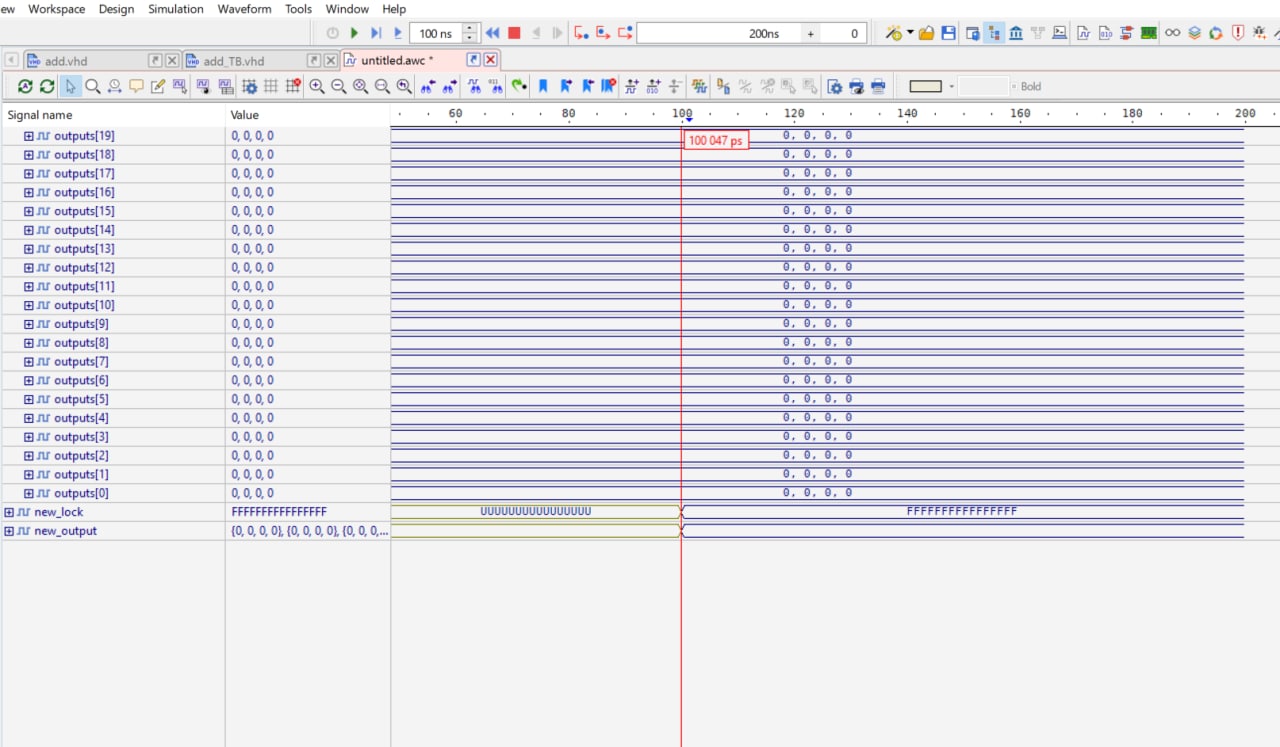 ew Workspace Design Simulation Waveform Tools Window Help
100 ns 200ns + 0
add.vhd add_TB.vhd untitled.awc *
Bold
Signal name Value 60 80 100 120 140 160 180 200
100 047 ps
outputs[19] 0, 0, 0, 0 0, 0, 0, 0
outputs[18] 0, 0, 0, 0 0, 0, 0, 0
outputs[17] 0, 0, 0, 0 0, 0, 0, 0
outputs[16] 0, 0, 0, 0 0, 0, 0, 0
outputs[15] 0, 0, 0, 0 0, 0, 0, 0
outputs[14] 0, 0, 0, 0 0, 0, 0, 0
outputs[13] 0, 0, 0, 0 0, 0, 0, 0
outputs[12] 0, 0, 0, 0 0, 0, 0, 0
outputs[11] 0, 0, 0, 0 0, 0, 0, 0
outputs[10] 0, 0, 0, 0 0, 0, 0, 0
outputs[9] 0, 0, 0, 0 0, 0, 0, 0
outputs[8] 0, 0, 0, 0 0, 0, 0, 0
outputs[7] 0, 0, 0, 0 0, 0, 0, 0
outputs[6] 0, 0, 0, 0 0, 0, 0, 0
outputs[5] 0, 0, 0, 0 0, 0, 0, 0
outputs[4] 0, 0, 0, 0 0, 0, 0, 0
outputs[3] 0, 0, 0, 0 0, 0, 0, 0
outputs[2] 0, 0, 0, 0 0, 0, 0, 0
outputs[1] 0, 0, 0, 0 0, 0, 0, 0
outputs[0] 0, 0, 0, 0 0, 0, 0, 0
new_lock FFFFFFFFFFFFFFFF UUUUUUUUUUUUUUUU FFFFFFFFFFFFFFFF
new_output {0, 0, 0, 0}, {0, 0, 0, 0}, {0, 0, 0,...